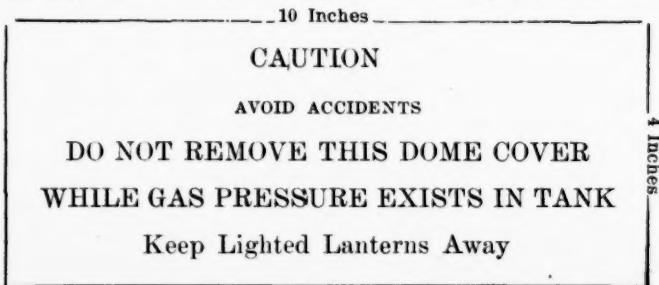 10 Inches
CAUTION
AVOID ACCIDENTS
DO NOT REMOVE THIS DOME COVER
WHILE GAS PRESSURE EXISTS IN TANK
Keep Lighted Lanterns Away
4 Inches